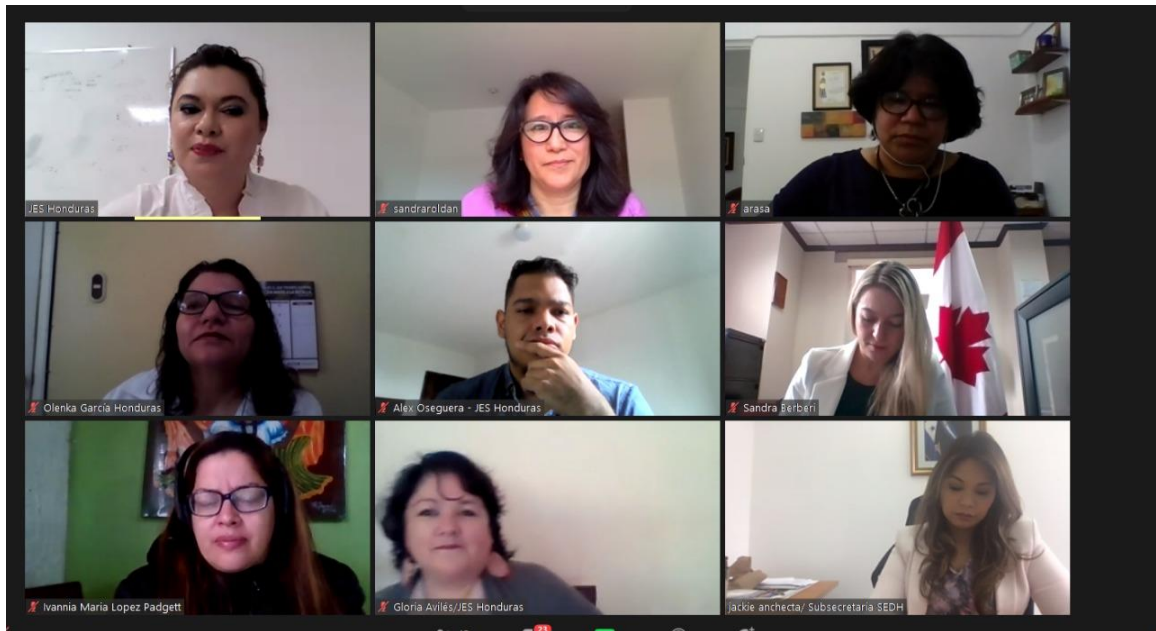 JES Honduras
sandraroldan
arasa
Olenka García Honduras
Alex Oseguera - JES Honduras
Sandra Berberi
Ivannia Maria Lopez Padgett
Gloria Avilés/JES Honduras
jackie anchecta/ Subsecretaria SEDH
23